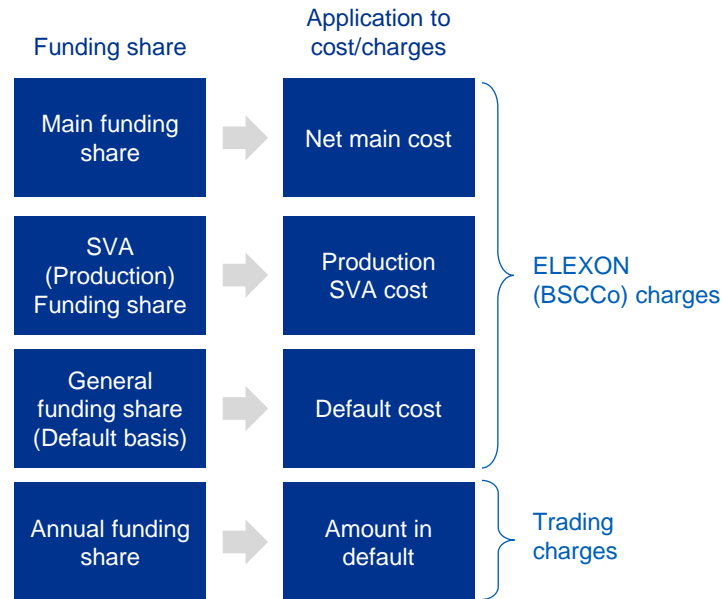 Funding share
Application to
cost/charges
Main funding
share
Net main cost
SVA
(Production)
Funding share
Production
SVA cost
General
funding share
(Default basis)
Default cost
ELEXON
(BSCCo) charges
Annual funding
share
Amount in
default
Trading
charges